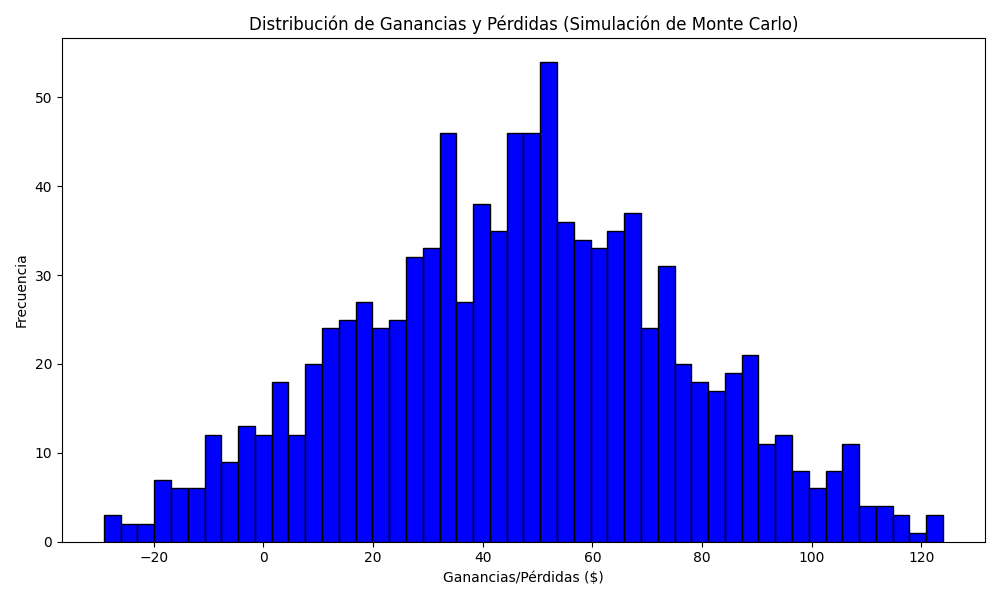 Distribución de Ganancias y Pérdidas (Simulación de Monte Carlo)
Frecuencia
50
40
30
20
10
0
−20 0 20 40 60 80 100 120
Ganancias/Pérdidas ($)